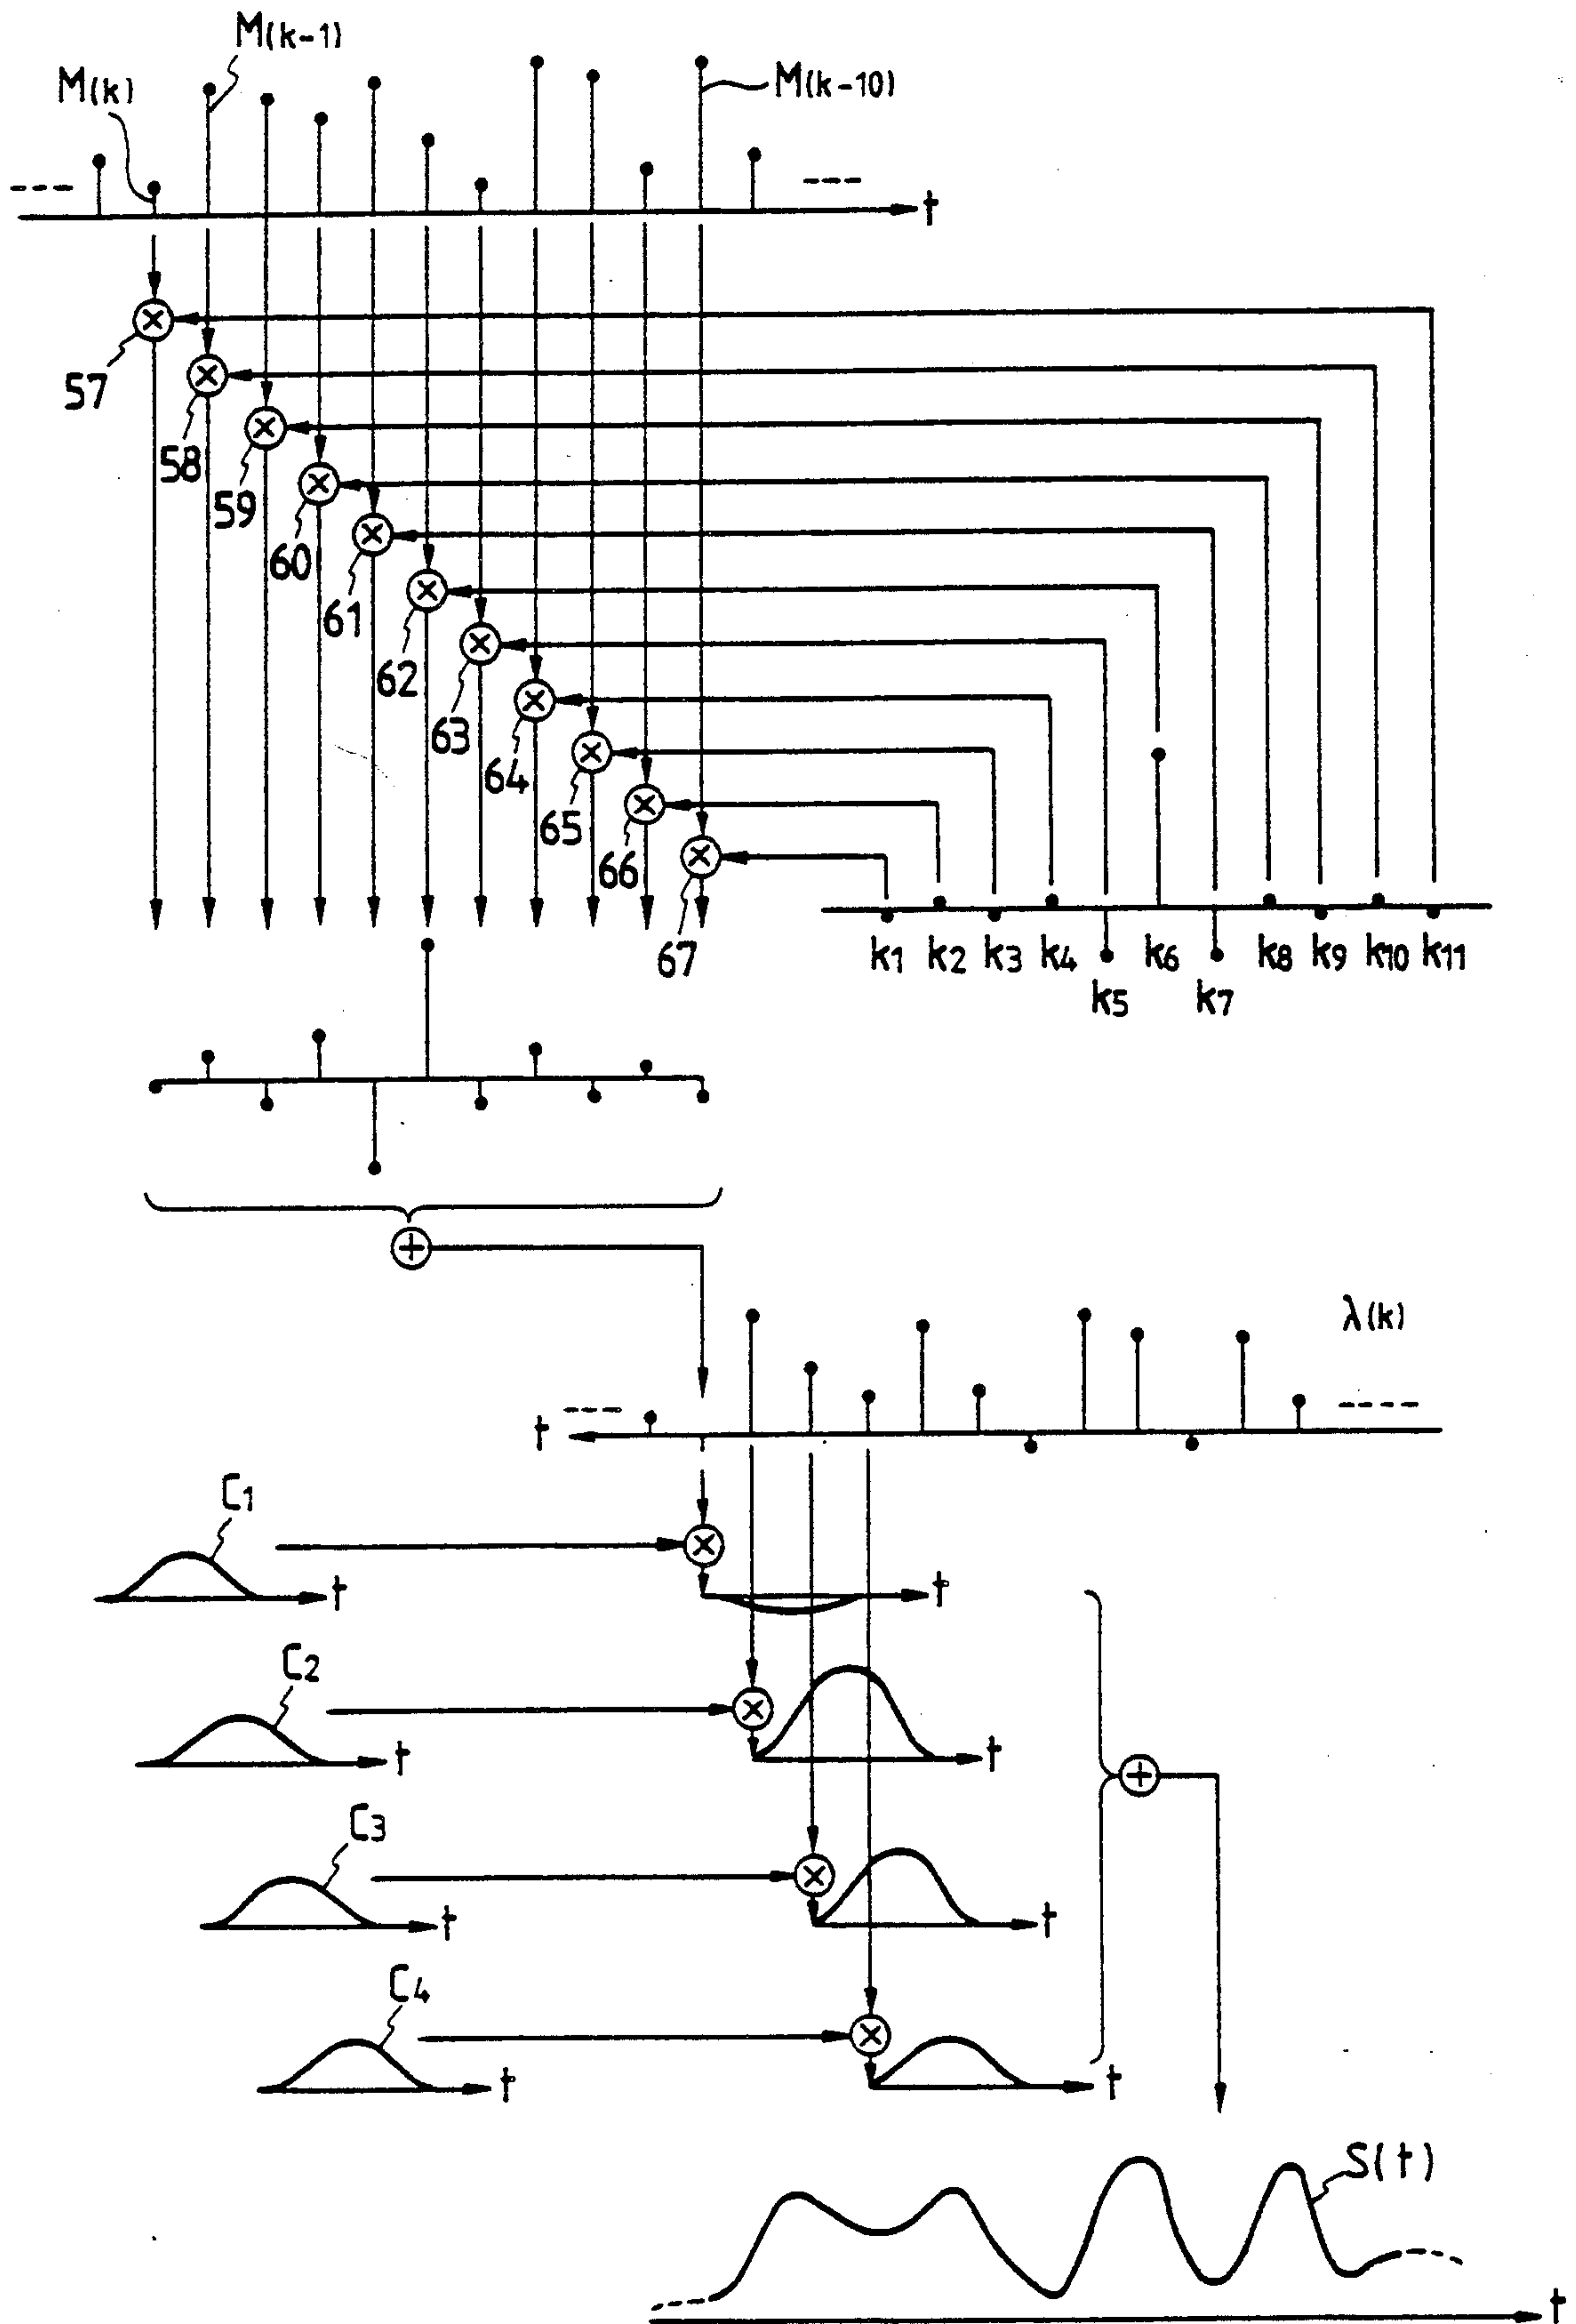 M(k-1)
M(k)
M(k-10)
---
---
t
57
58
59
60
61
62
63
64
65
66
67
k1 k2 k3 k4 k6 k8 k9 k10 k11
k5 k7
λ(k)
---
----
t
C1
t
t
C2
t
t
C3
t
t
C4
t
t
S(t)
t